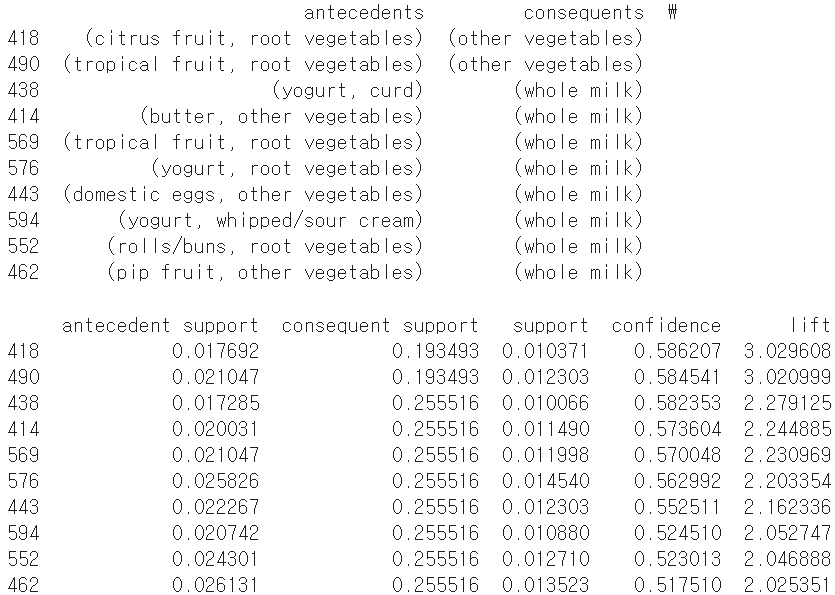 antecedents consequents ₩
418 (citrus fruit, root vegetables) (other vegetables)
490 (tropical fruit, root vegetables) (other vegetables)
438 (yogurt, curd) (whole milk)
414 (butter, other vegetables) (whole milk)
569 (tropical fruit, root vegetables) (whole milk)
576 (yogurt, root vegetables) (whole milk)
443 (domestic eggs, other vegetables) (whole milk)
594 (yogurt, whipped/sour cream) (whole milk)
552 (rolls/buns, root vegetables) (whole milk)
462 (pip fruit, other vegetables) (whole milk)
antecedent support consequent support support confidence lift
418 0.017692 0.193493 0.010371 0.586207 3.029608
490 0.021047 0.193493 0.012303 0.584541 3.020999
438 0.017285 0.255516 0.010066 0.582353 2.279125
414 0.020031 0.255516 0.011490 0.573604 2.244885
569 0.021047 0.255516 0.011998 0.570048 2.230969
576 0.025826 0.255516 0.014540 0.562992 2.203354
443 0.022267 0.255516 0.012303 0.552511 2.162336
594 0.020742 0.255516 0.010880 0.524510 2.052747
552 0.024301 0.255516 0.012710 0.523013 2.046888
462 0.026131 0.255516 0.013523 0.517510 2.025351